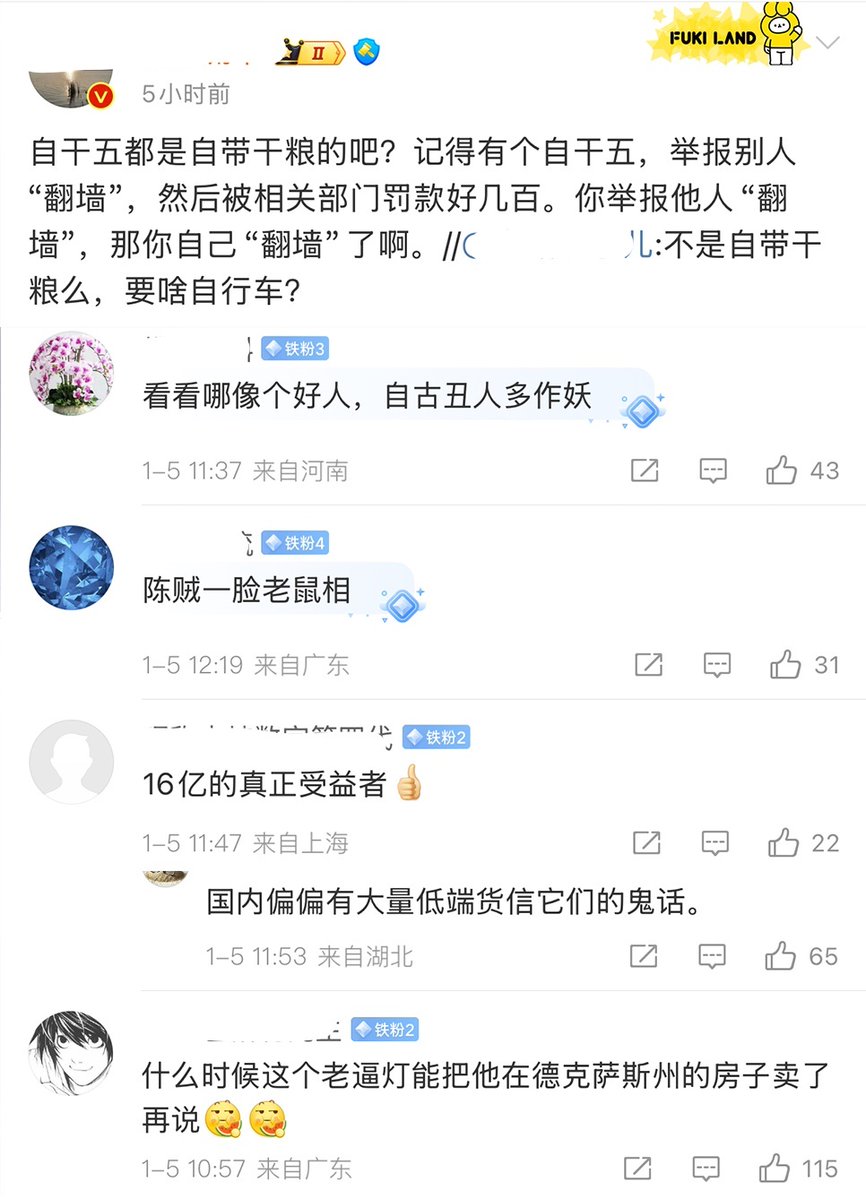 II
FUKI LAND
V
5小时前
自干五都是自带干粮的吧？记得有个自干五，举报别人
“翻墙”，然后被相关部门罚款好几百。你举报他人“翻
墙”，那你自己“翻墙”了啊。//
儿:不是自带干
粮么，要啥自行车？
铁粉3
看看哪像个好人，自古丑人多作妖
1–5 11:37 来自河南
43
铁粉4
陈贼一脸老鼠相
1–5 12:19 来自广东
31
铁粉2
16亿的真正受益者👍
1–5 11:47 来自上海
22
国内偏偏有大量低端货信它们的鬼话。
1–5 11:53 来自湖北
65
铁粉2
什么时候这个老逼灯能把他在德克萨斯州的房子卖了
再说
1–5 10:57 来自广东
115